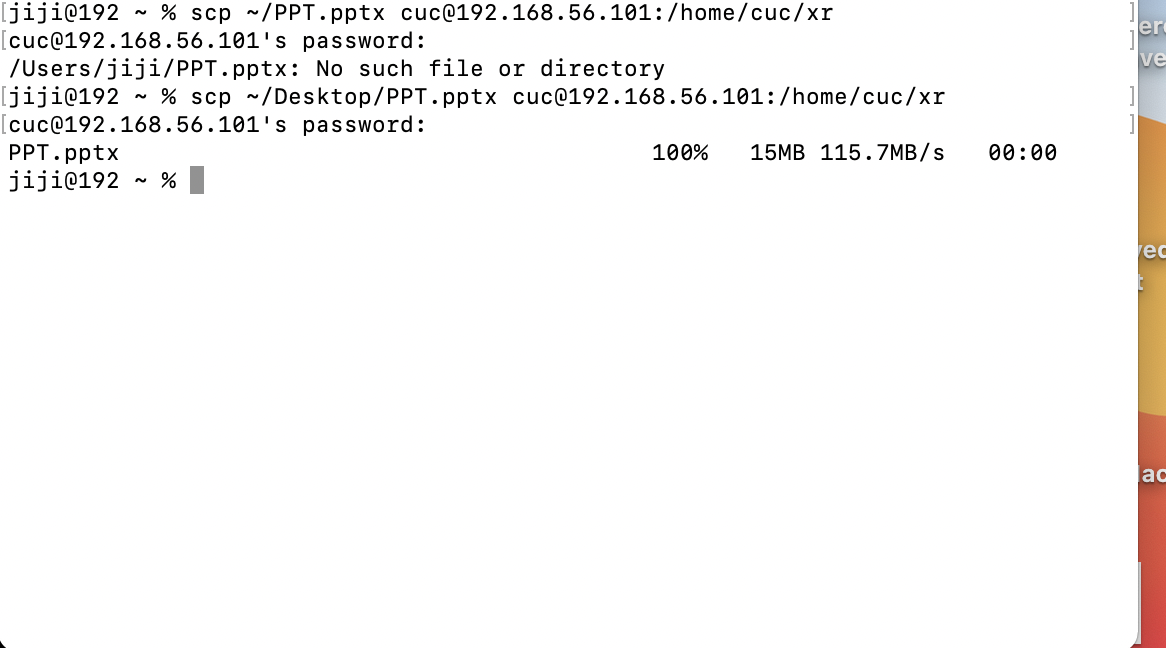 [jiji@192 ~ % scp ~/PPT.pptx cuc@192.168.56.101:/home/cuc/xr ]
[cuc@192.168.56.101's password: ]
/Users/jiji/PPT.pptx: No such file or directory
[jiji@192 ~ % scp ~/Desktop/PPT.pptx cuc@192.168.56.101:/home/cuc/xr ]
[cuc@192.168.56.101's password: ]
PPT.pptx 100% 15MB 115.7MB/s 00:00
jiji@192 ~ %